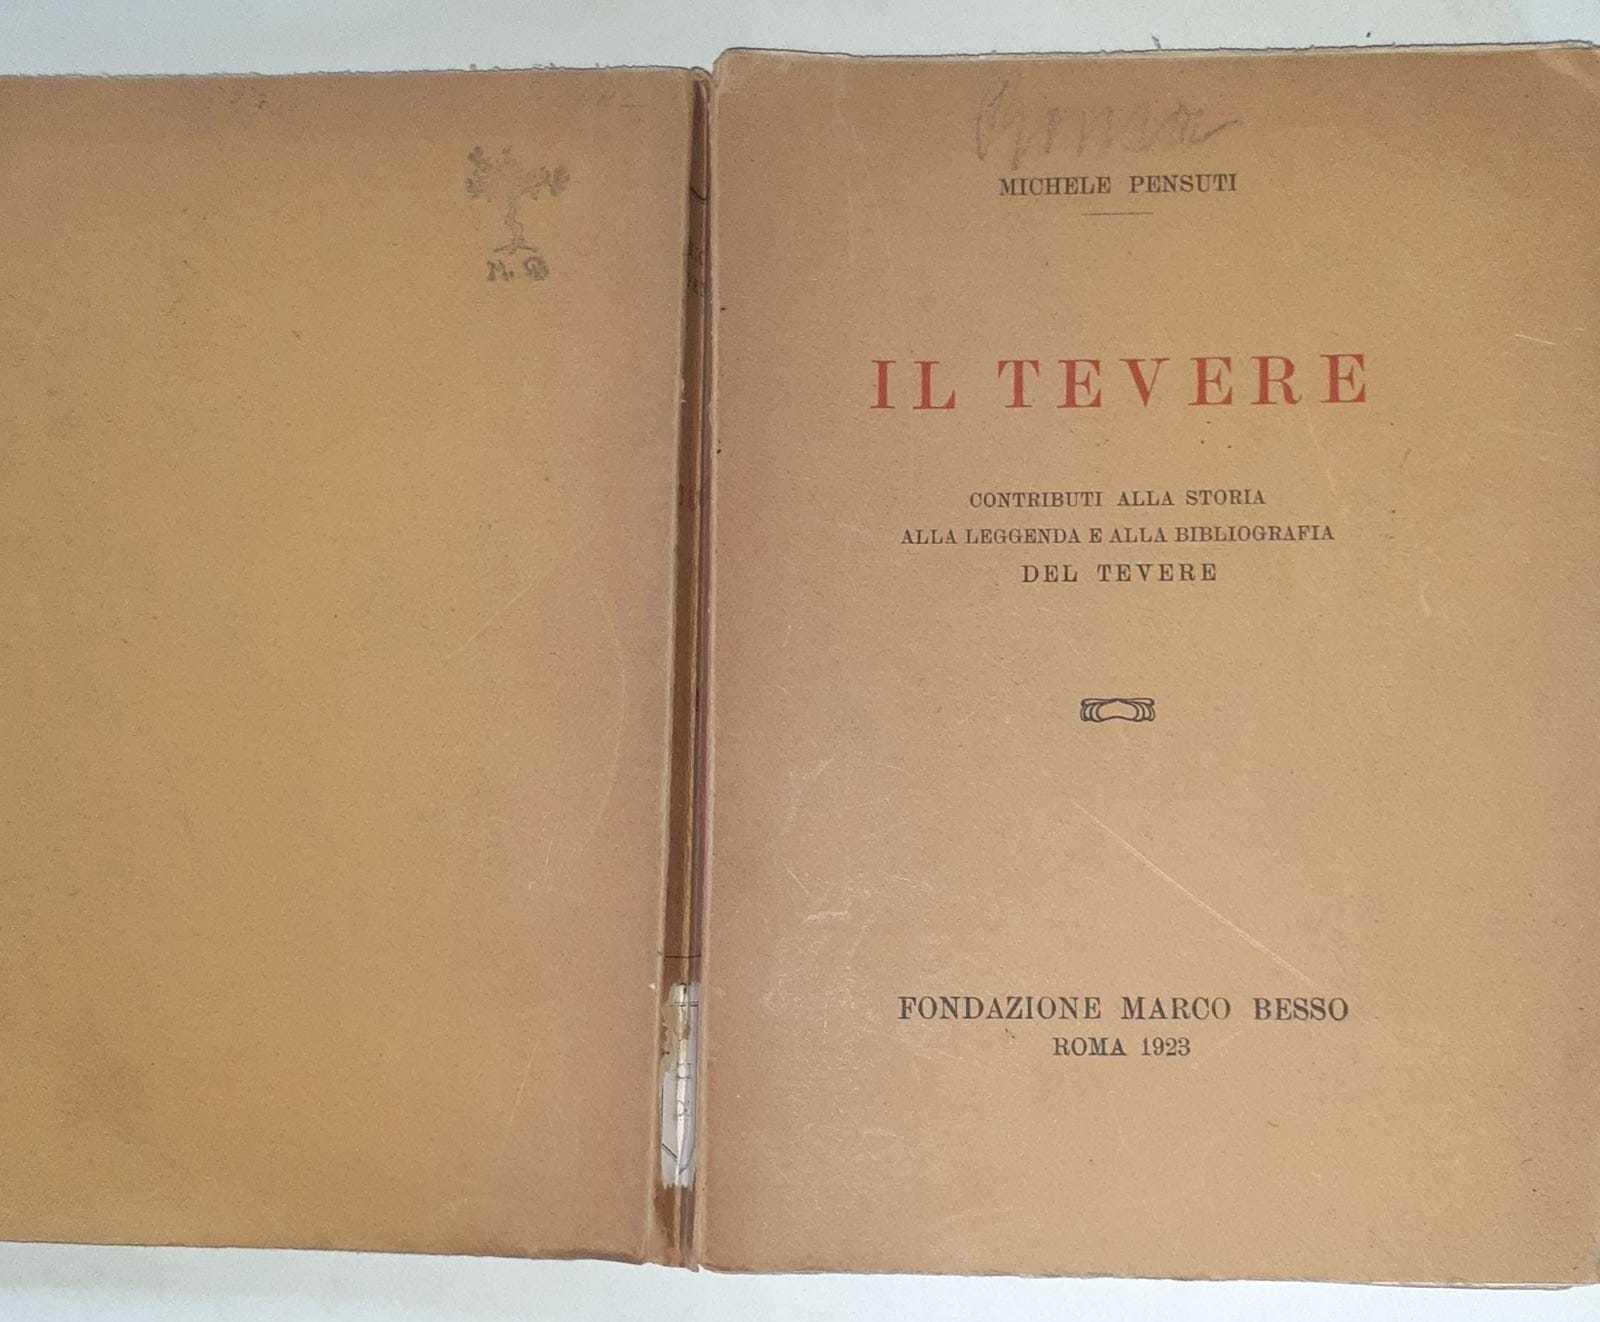 MICHELE PENSUTI
IL TEVERE
CONTRIBUTI ALLA STORIA
ALLA LEGGENDA E ALLA BIBLIOGRAFIA
DEL TEVERE
FONDAZIONE MARCO BESSO
ROMA 1923